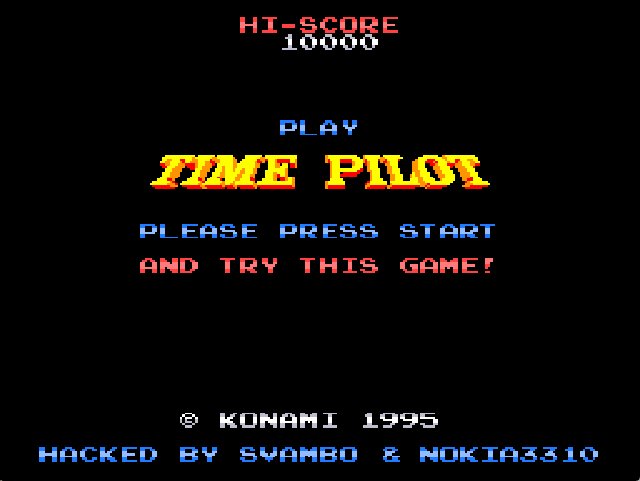 HI-SCORE
10000
PLAY
TIME PILOT
PLEASE PRESS START
AND TRY THIS GAME!
© KONAMI 1995
HACKED BY SVAMBO & NOKIA3310